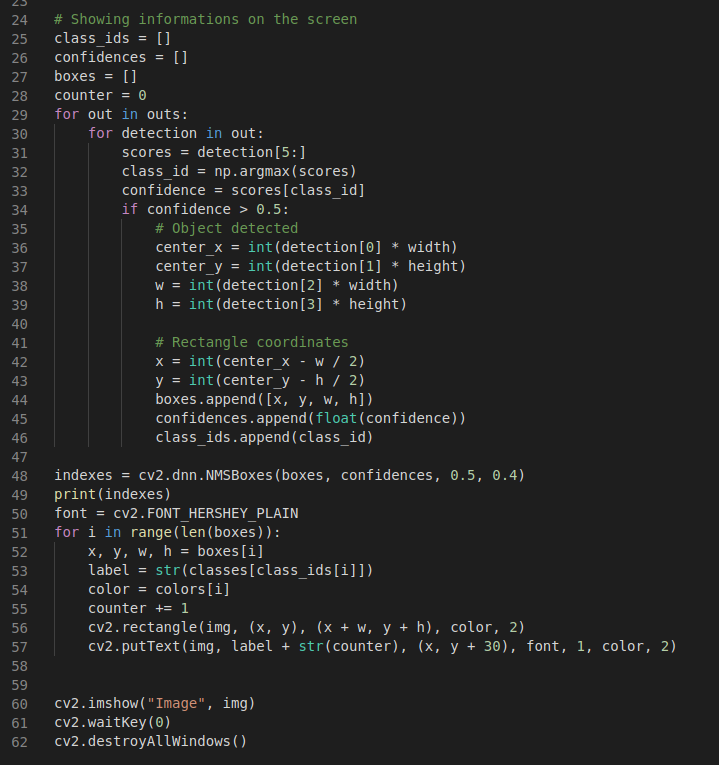 23
24 # Showing informations on the screen
25 class_ids = []
26 confidences = []
27 boxes = []
28 counter = 0
29 for out in outs:
30     for detection in out:
31         scores = detection[5:]
32         class_id = np.argmax(scores)
33         confidence = scores[class_id]
34         if confidence > 0.5:
35             # Object detected
36             center_x = int(detection[0] * width)
37             center_y = int(detection[1] * height)
38             w = int(detection[2] * width)
39             h = int(detection[3] * height)
40
41             # Rectangle coordinates
42             x = int(center_x - w / 2)
43             y = int(center_y - h / 2)
44             boxes.append([x, y, w, h])
45             confidences.append(float(confidence))
46             class_ids.append(class_id)
47
48 indexes = cv2.dnn.NMSBoxes(boxes, confidences, 0.5, 0.4)
49 print(indexes)
50 font = cv2.FONT_HERSHEY_PLAIN
51 for i in range(len(boxes)):
52     x, y, w, h = boxes[i]
53     label = str(classes[class_ids[i]])
54     color = colors[i]
55     counter += 1
56     cv2.rectangle(img, (x, y), (x + w, y + h), color, 2)
57     cv2.putText(img, label + str(counter), (x, y + 30), font, 1, color, 2)
58
59
60 cv2.imshow("Image", img)
61 cv2.waitKey(0)
62 cv2.destroyAllWindows()